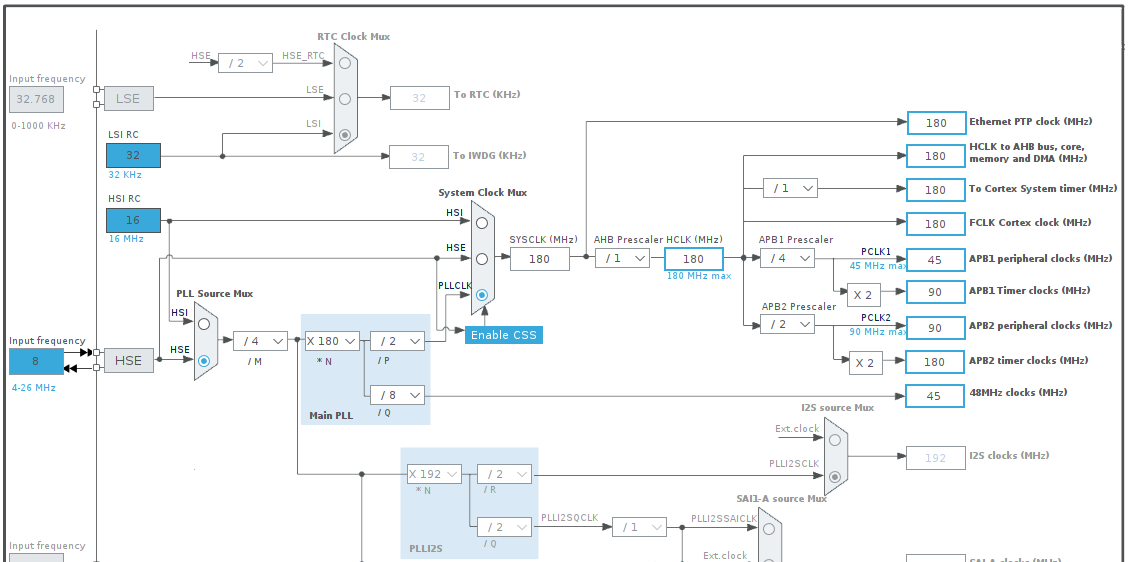 RTC Clock Mux
HSE
/ 2
HSE_RTC
Input frequency
32.768
0-1000 KHz
LSE
LSE
32
To RTC (KHz)
LSI
LSI RC
32
32 KHz
32
To IWDG (KHz)
HSI RC
16
16 MHz
System Clock Mux
HSI
HSE
PLLCLK
SYSCLK (MHz)
180
AHB Prescaler
/ 1
HCLK (MHz)
180
180 MHz max
180
Ethernet PTP clock (MHz)
180
HCLK to AHB bus, core,
memory and DMA (MHz)
/ 1
180
To Cortex System timer (MHz)
180
FCLK Cortex clock (MHz)
APB1 Prescaler
/ 4
PCLK1
45 MHz max
45
APB1 peripheral clocks (MHz)
X 2
90
APB1 Timer clocks (MHz)
APB2 Prescaler
/ 2
PCLK2
90 MHz max
90
APB2 peripheral clocks (MHz)
X 2
180
APB2 timer clocks (MHz)
45
48MHz clocks (MHz)
PLL Source Mux
HSI
HSE
Input frequency
8
4-26 MHz
HSE
/ 4
/ M
X 180
* N
/ 2
/ P
Enable CSS
/ 8
/ Q
Main PLL
I2S source Mux
Ext.clock
PLLI2SCLK
192
I2S clocks (MHz)
X 192
* N
/ 2
/ R
/ 2
/ Q
PLLI2S
PLLI2SQCLK
/ 1
SAI1-A source Mux
PLLI2SSAICLK
Ext.clock
Input frequency